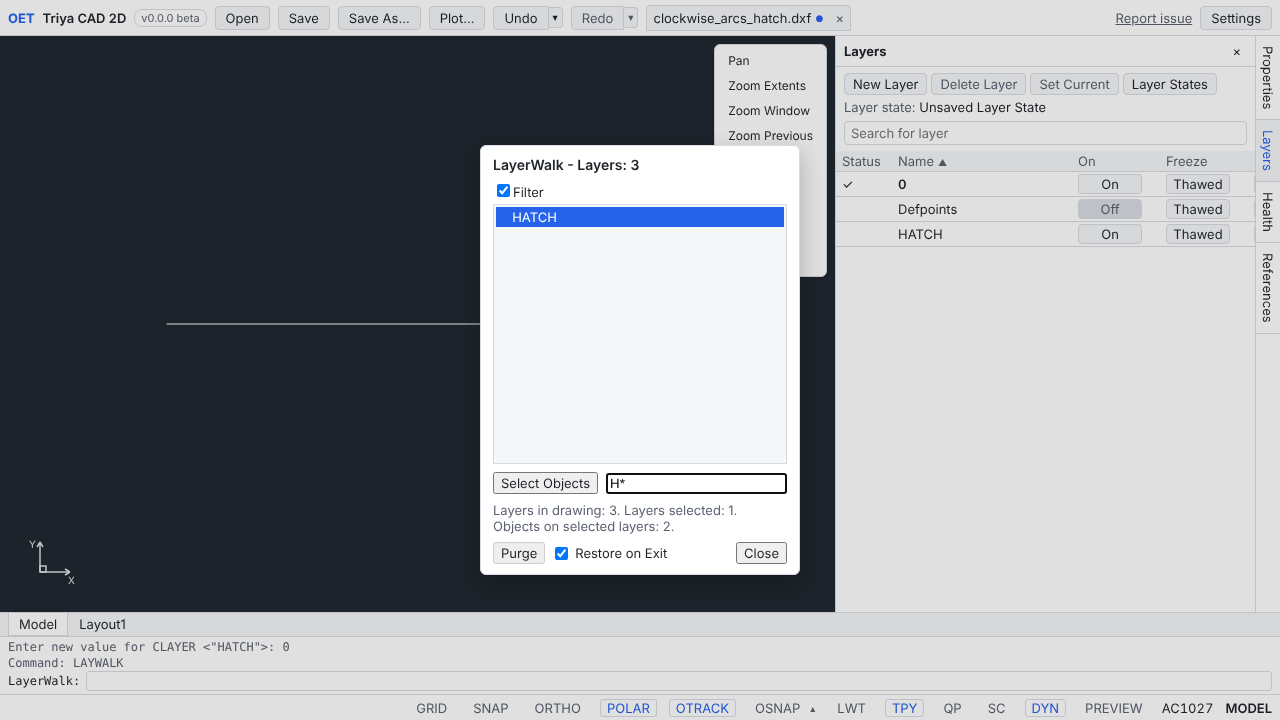 OET Triya CAD 2D v0.0.0 beta Open Save Save As... Plot... Undo ▾ Redo ▾ clockwise_arcs_hatch.dxf ● × Report issue Settings
Pan
Zoom Extents
Zoom Window
Zoom Previous
LayerWalk - Layers: 3
Filter
HATCH
Select Objects H*
Layers in drawing: 3. Layers selected: 1.
Objects on selected layers: 2.
Purge Restore on Exit Close
Y
X
Layers ×
New Layer Delete Layer Set Current Layer States
Layer state: Unsaved Layer State
Search for layer
Status Name ▲ On Freeze
✓ 0 On Thawed
Defpoints Off Thawed
HATCH On Thawed
Properties
Layers
Health
References
Model Layout1
Enter new value for CLAYER <"HATCH">: 0
Command: LAYWALK
LayerWalk:
GRID SNAP ORTHO POLAR OTRACK OSNAP ▲ LWT TPY QP SC DYN PREVIEW AC1027 MODEL